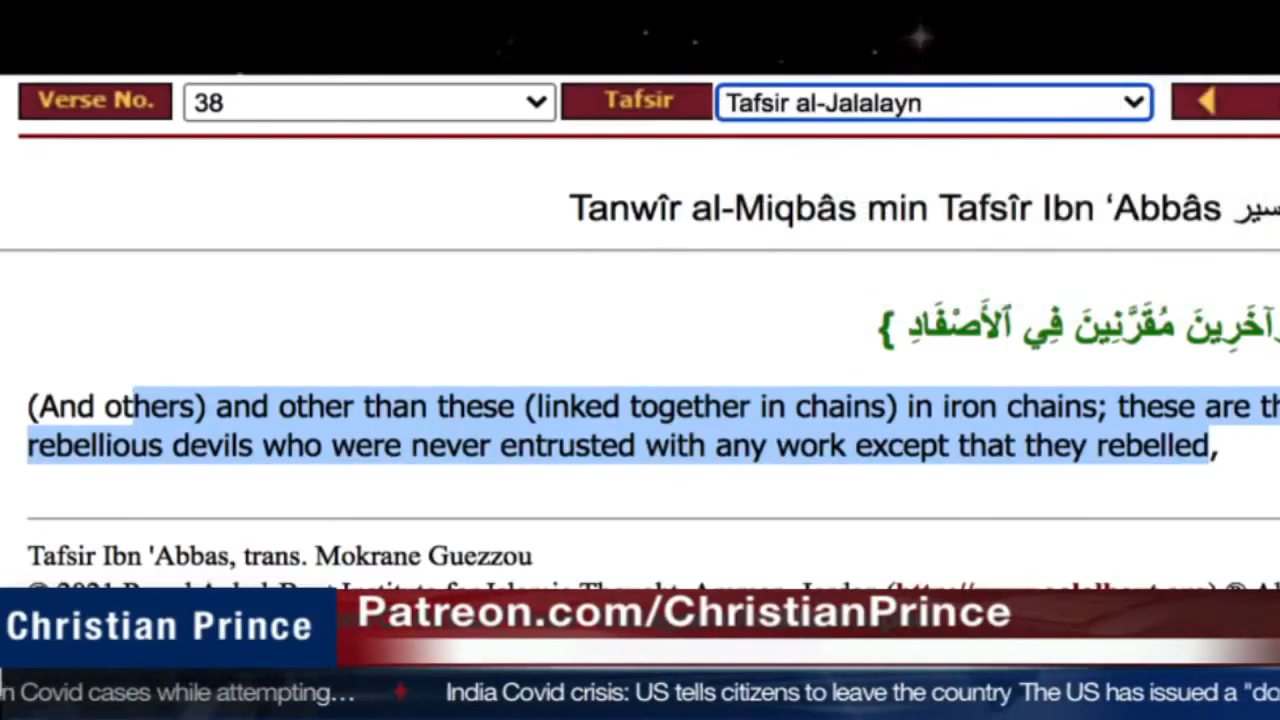 Verse No. 38 Tafsir Tafsir al-Jalalayn
Tanwîr al-Miqbâs min Tafsîr Ibn ‘Abbâs
آخَرِينَ مُقَرَّنِينَ فِي ٱلأَصْفَادِ }
(And others) and other than these (linked together in chains) in iron chains; these are th
rebellious devils who were never entrusted with any work except that they rebelled,
Tafsir Ibn 'Abbas, trans. Mokrane Guezzou
Christian Prince
Patreon.com/ChristianPrince
n Covid cases while attempting... ♦ India Covid crisis: US tells citizens to leave the country The US has issued a "do